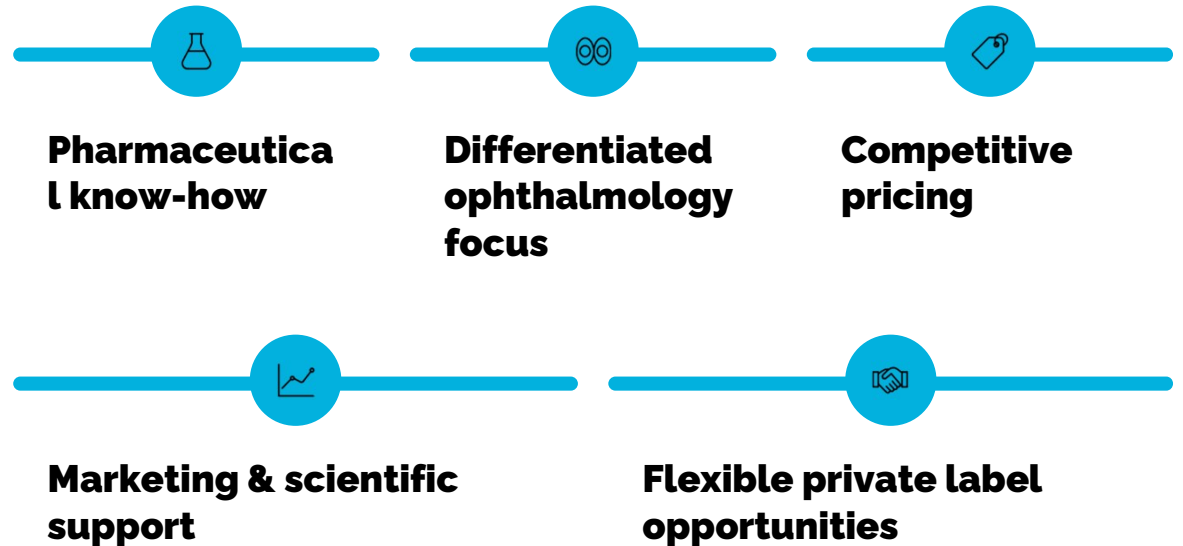 Pharmaceutica
l know-how
Differentiated
ophthalmology
focus
Competitive
pricing
Marketing & scientific
support
Flexible private label
opportunities